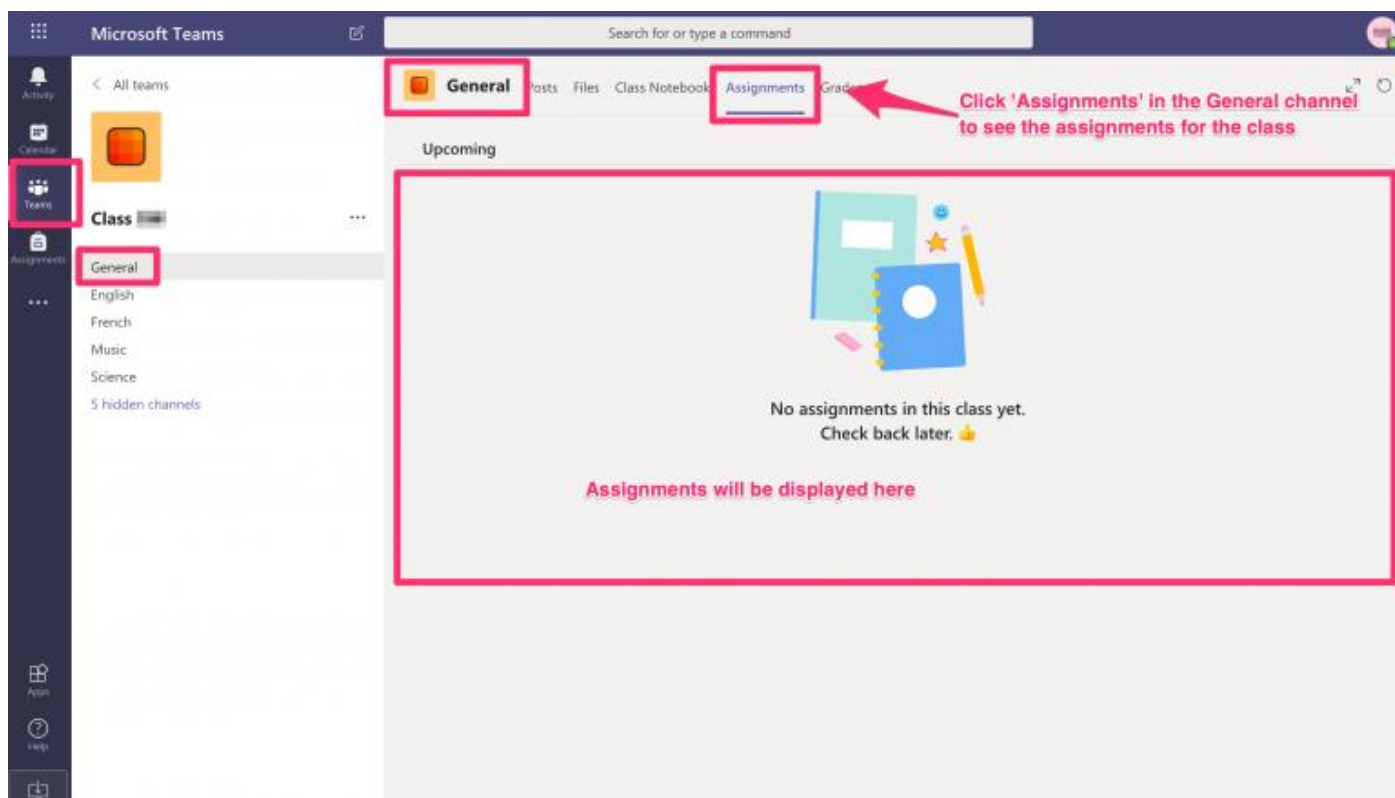 Microsoft Teams
Search for or type a command
Activity
Calendar
Teams
Assignments
Apps
Help
All teams
Class
General
English
French
Music
Science
5 hidden channels
General Posts Files Class Notebook Assignments Grades
Click 'Assignments' in the General channel
to see the assignments for the class
Upcoming
No assignments in this class yet.
Check back later. 👍
Assignments will be displayed here